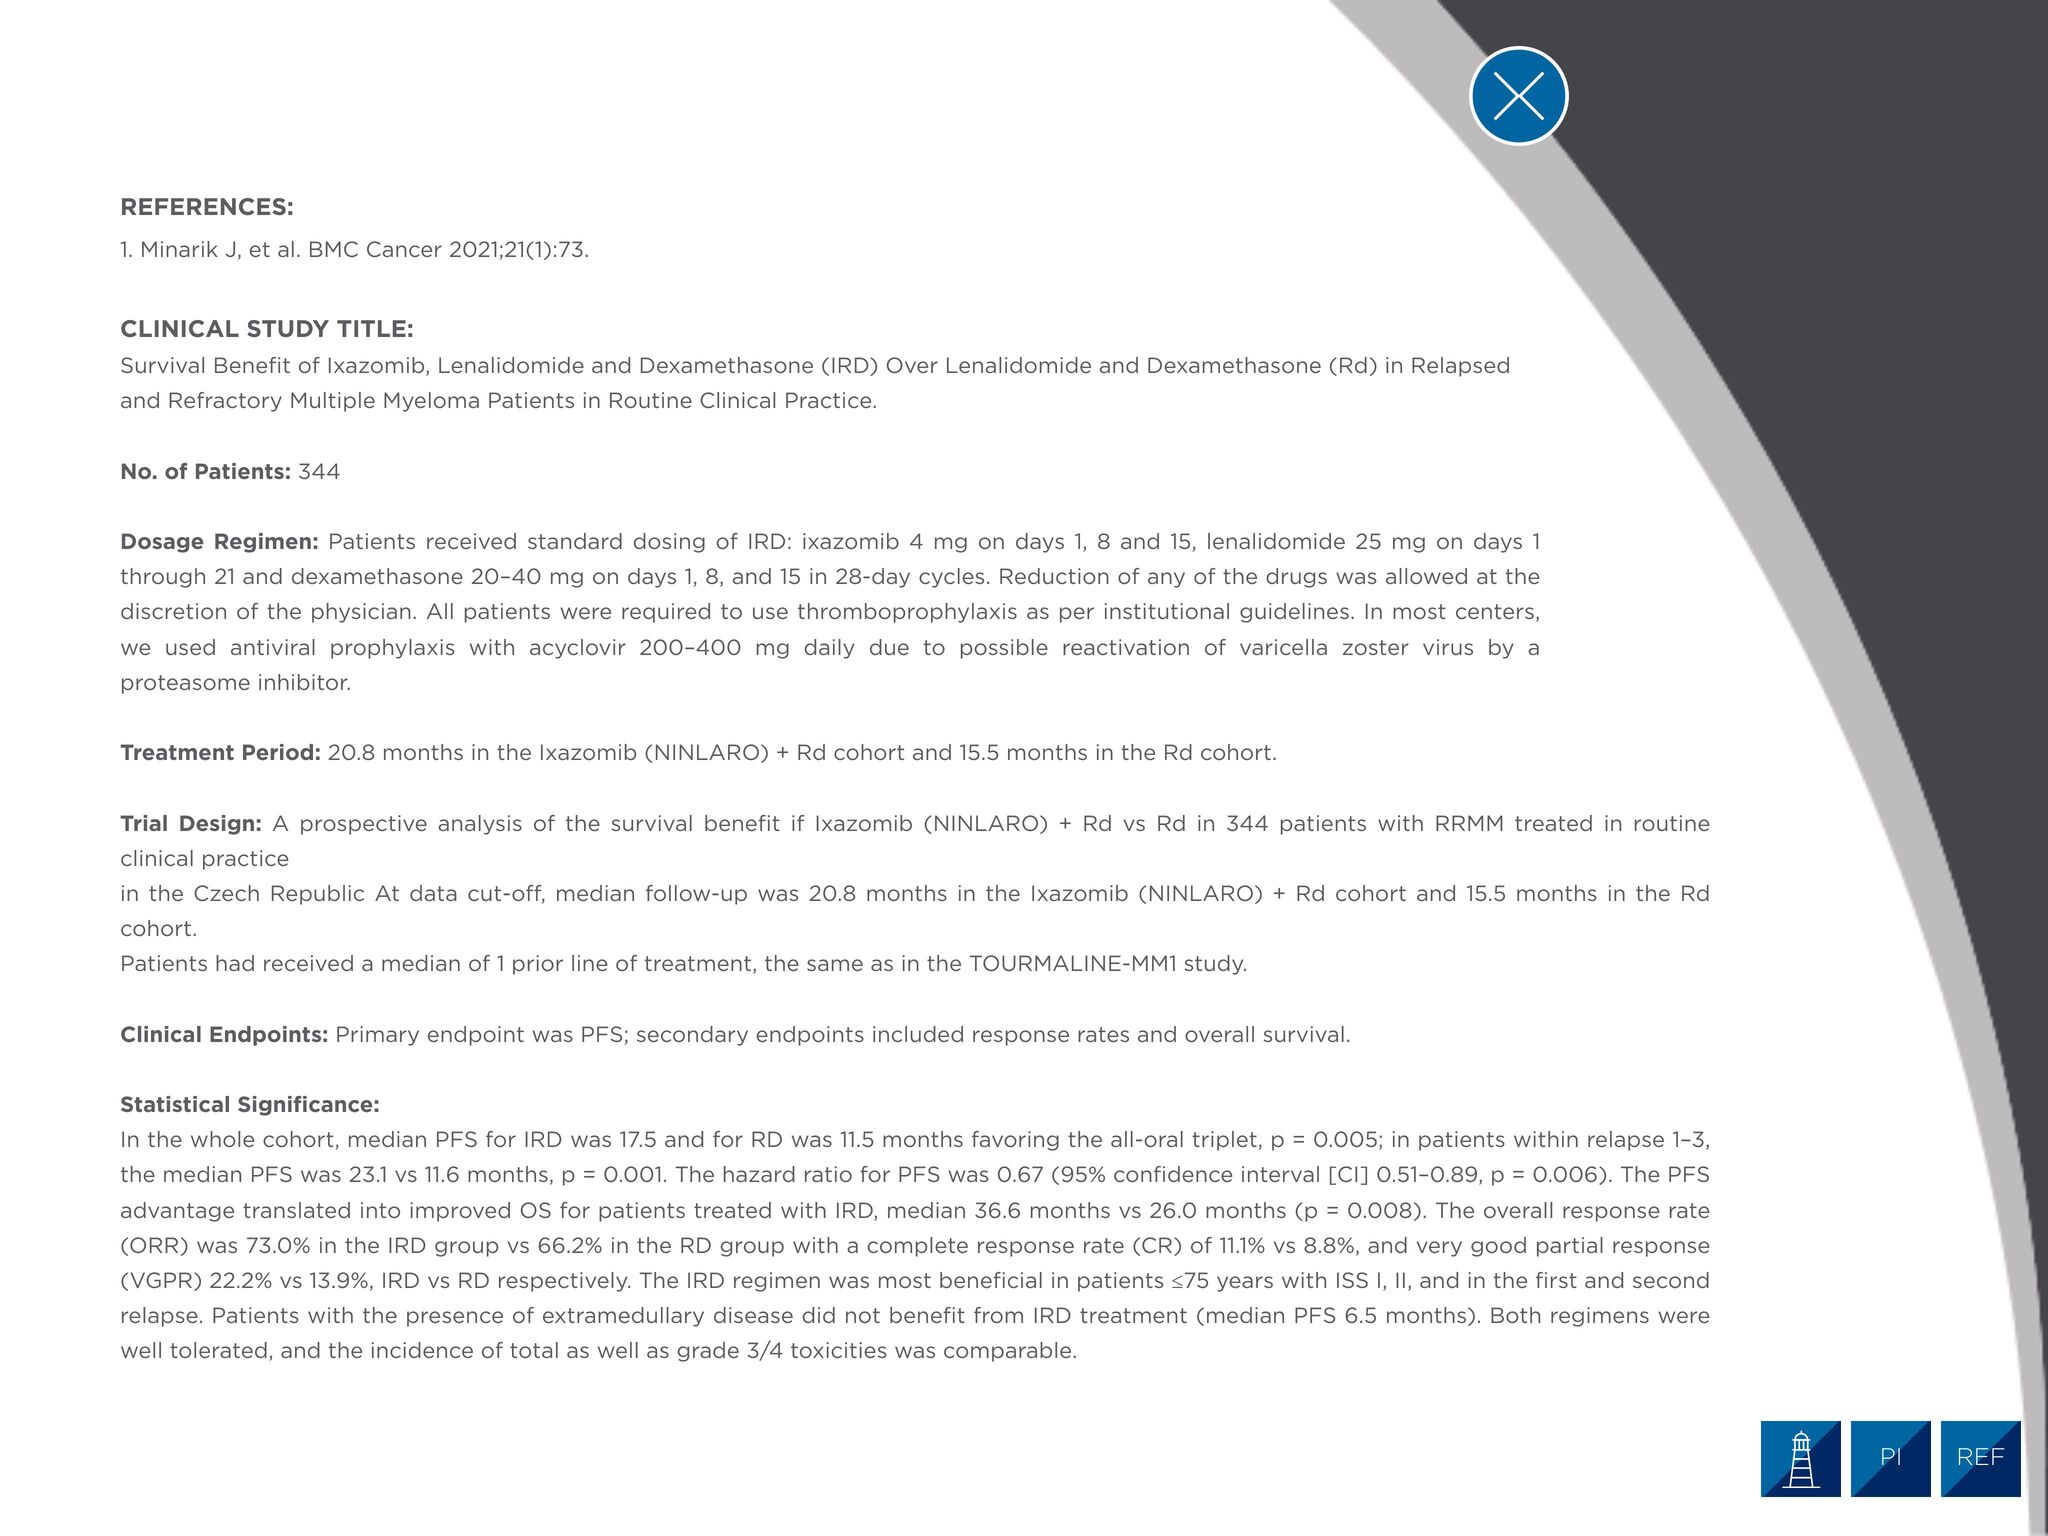 REFERENCES:
1. Minarik J, et al. BMC Cancer 2021;21(1):73.
CLINICAL STUDY TITLE:
Survival Benefit of Ixazomib, Lenalidomide and Dexamethasone (IRD) Over Lenalidomide and Dexamethasone (Rd) in Relapsed
and Refractory Multiple Myeloma Patients in Routine Clinical Practice.
No. of Patients: 344
Dosage Regimen: Patients received standard dosing of IRD: ixazomib 4 mg on days 1, 8 and 15, lenalidomide 25 mg on days 1
through 21 and dexamethasone 20–40 mg on days 1, 8, and 15 in 28-day cycles. Reduction of any of the drugs was allowed at the
discretion of the physician. All patients were required to use thromboprophylaxis as per institutional guidelines. In most centers,
we used antiviral prophylaxis with acyclovir 200–400 mg daily due to possible reactivation of varicella zoster virus by a
proteasome inhibitor.
Treatment Period: 20.8 months in the Ixazomib (NINLARO) + Rd cohort and 15.5 months in the Rd cohort.
Trial Design: A prospective analysis of the survival benefit if Ixazomib (NINLARO) + Rd vs Rd in 344 patients with RRMM treated in routine
clinical practice
in the Czech Republic At data cut-off, median follow-up was 20.8 months in the Ixazomib (NINLARO) + Rd cohort and 15.5 months in the Rd
cohort.
Patients had received a median of 1 prior line of treatment, the same as in the TOURMALINE-MM1 study.
Clinical Endpoints: Primary endpoint was PFS; secondary endpoints included response rates and overall survival.
Statistical Significance:
In the whole cohort, median PFS for IRD was 17.5 and for RD was 11.5 months favoring the all-oral triplet, p = 0.005; in patients within relapse 1–3,
the median PFS was 23.1 vs 11.6 months, p = 0.001. The hazard ratio for PFS was 0.67 (95% confidence interval [CI] 0.51–0.89, p = 0.006). The PFS
advantage translated into improved OS for patients treated with IRD, median 36.6 months vs 26.0 months (p = 0.008). The overall response rate
(ORR) was 73.0% in the IRD group vs 66.2% in the RD group with a complete response rate (CR) of 11.1% vs 8.8%, and very good partial response
(VGPR) 22.2% vs 13.9%, IRD vs RD respectively. The IRD regimen was most beneficial in patients ≤75 years with ISS I, II, and in the first and second
relapse. Patients with the presence of extramedullary disease did not benefit from IRD treatment (median PFS 6.5 months). Both regimens were
well tolerated, and the incidence of total as well as grade 3/4 toxicities was comparable.
PI
REF